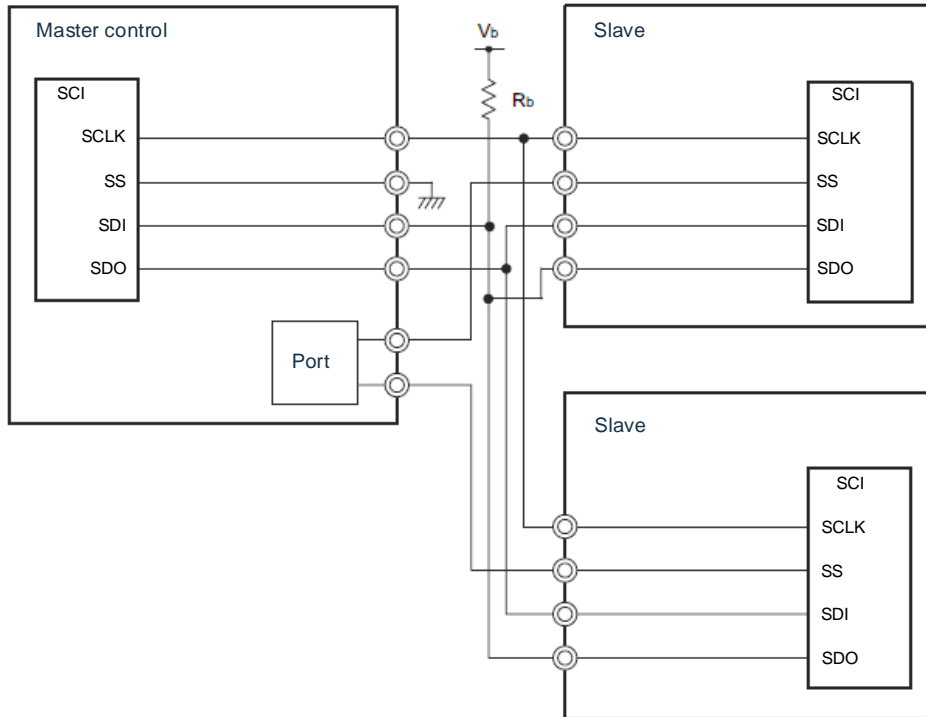 Master control
SCI
SCLK
SS
SDI
SDO
Port
Vb
Rb
Slave
SCI
SCLK
SS
SDI
SDO
Slave
SCI
SCLK
SS
SDI
SDO